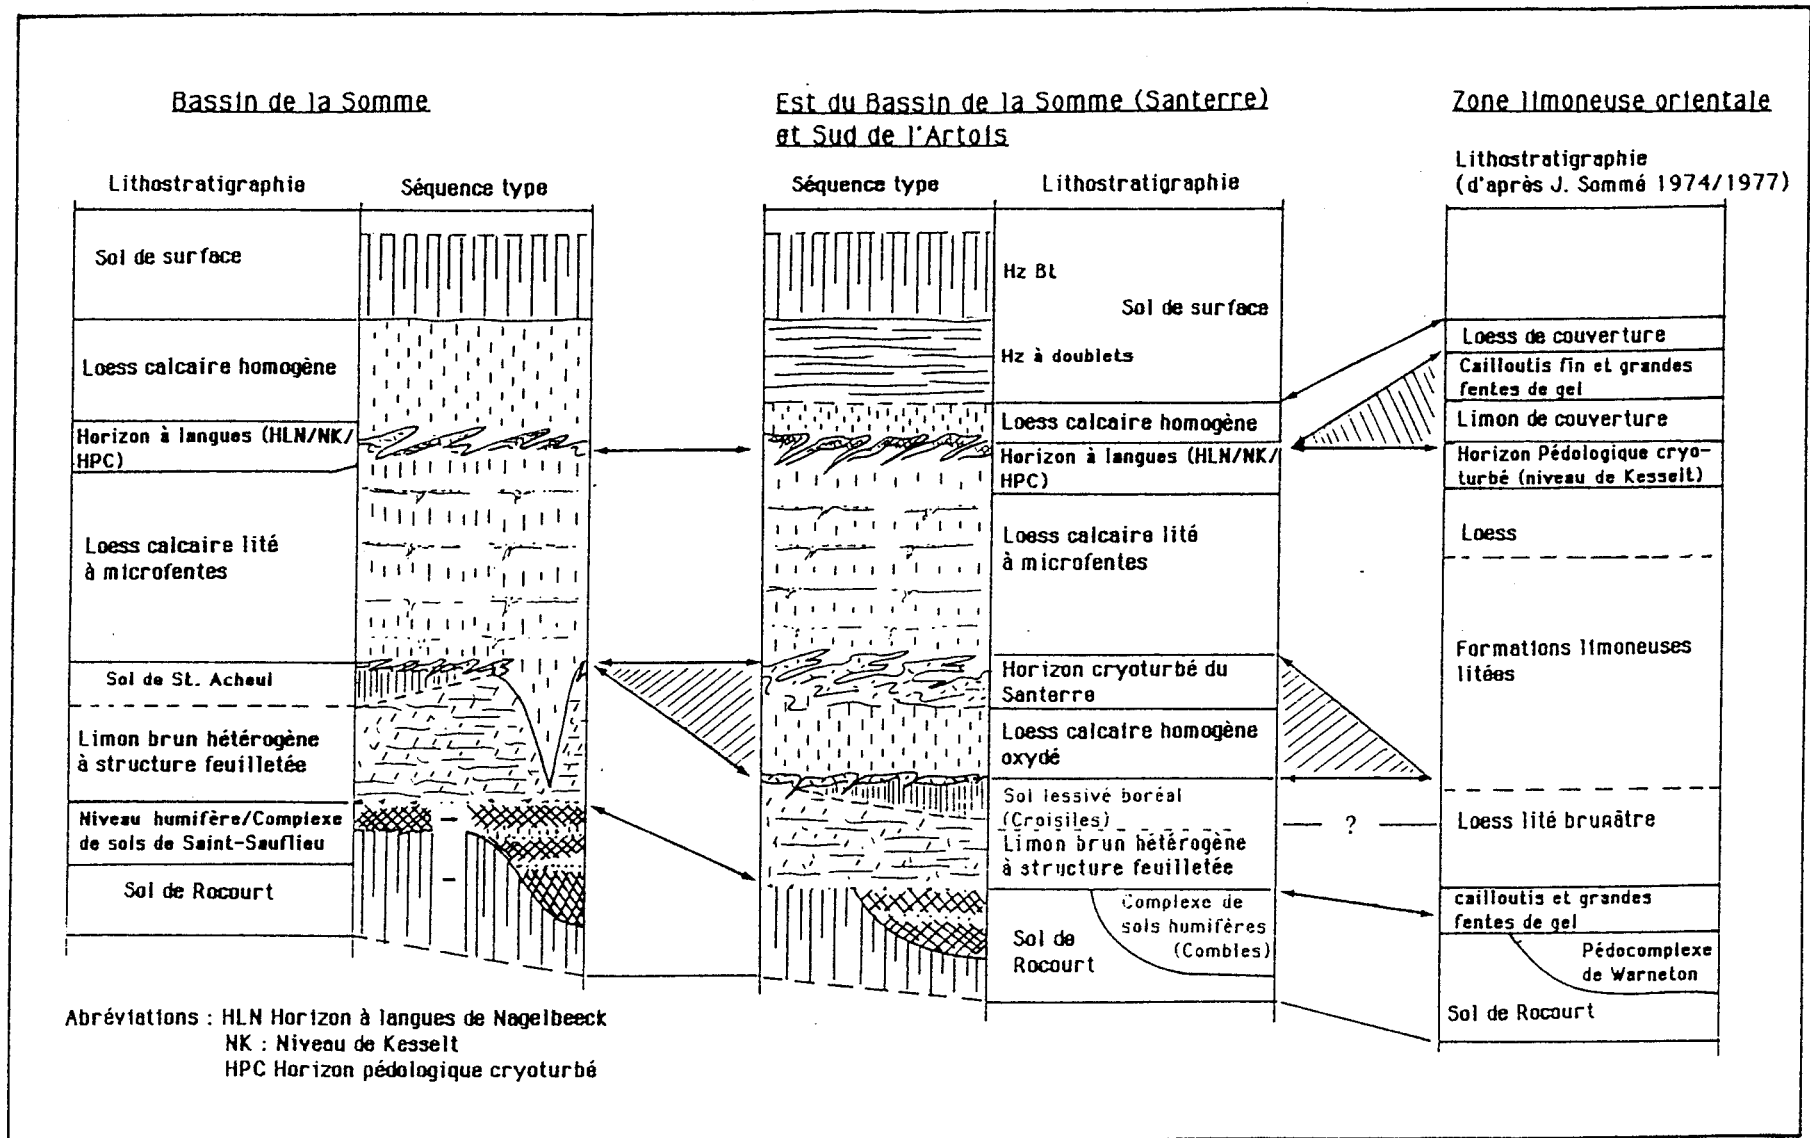 Bassin de la Somme
Lithostratigraphie
Séquence type
Sol de surface
Loess calcaire homogène
Horizon à langues (HLN/NK/
HPC)
Loess calcaire lité
à microfentes
Sol de St. Acheul
Limon brun hétérogène
à structure feuilletée
Niveau humifère/Complexe
de sols de Saint-Sauflieu
Sol de Rocourt
Est du Bassin de la Somme (Santerre)
et Sud de l'Artois
Séquence type
Lithostratigraphie
Hz Bt
Sol de surface
Hz à doublets
Loess calcaire homogène
Horizon à langues (HLN/NK/
HPC)
Loess calcaire lité
à microfentes
Horizon cryoturbé du
Santerre
Loess calcaire homogène
oxydé
Sol lessivé boréal
(Croisiles)
Limon brun hétérogène
à structure feuilletée
Complexe de
sols humifères
(Combles)
Sol de
Rocourt
?
Zone limoneuse orientale
Lithostratigraphie
(d'après J. Sommé 1974/1977)
Loess de couverture
Cailloutis fin et grandes
fentes de gel
Limon de couverture
Horizon Pédologique cryo-
turbé (niveau de Kesselt)
Loess
Formations limoneuses
litées
Loess lité brunâtre
cailloutis et grandes
fentes de gel
Pédocomplexe
de Warneton
Sol de Rocourt
Abréviations : HLN Horizon à langues de Nagelbeeck
NK : Niveau de Kesselt
HPC Horizon pédologique cryoturbé